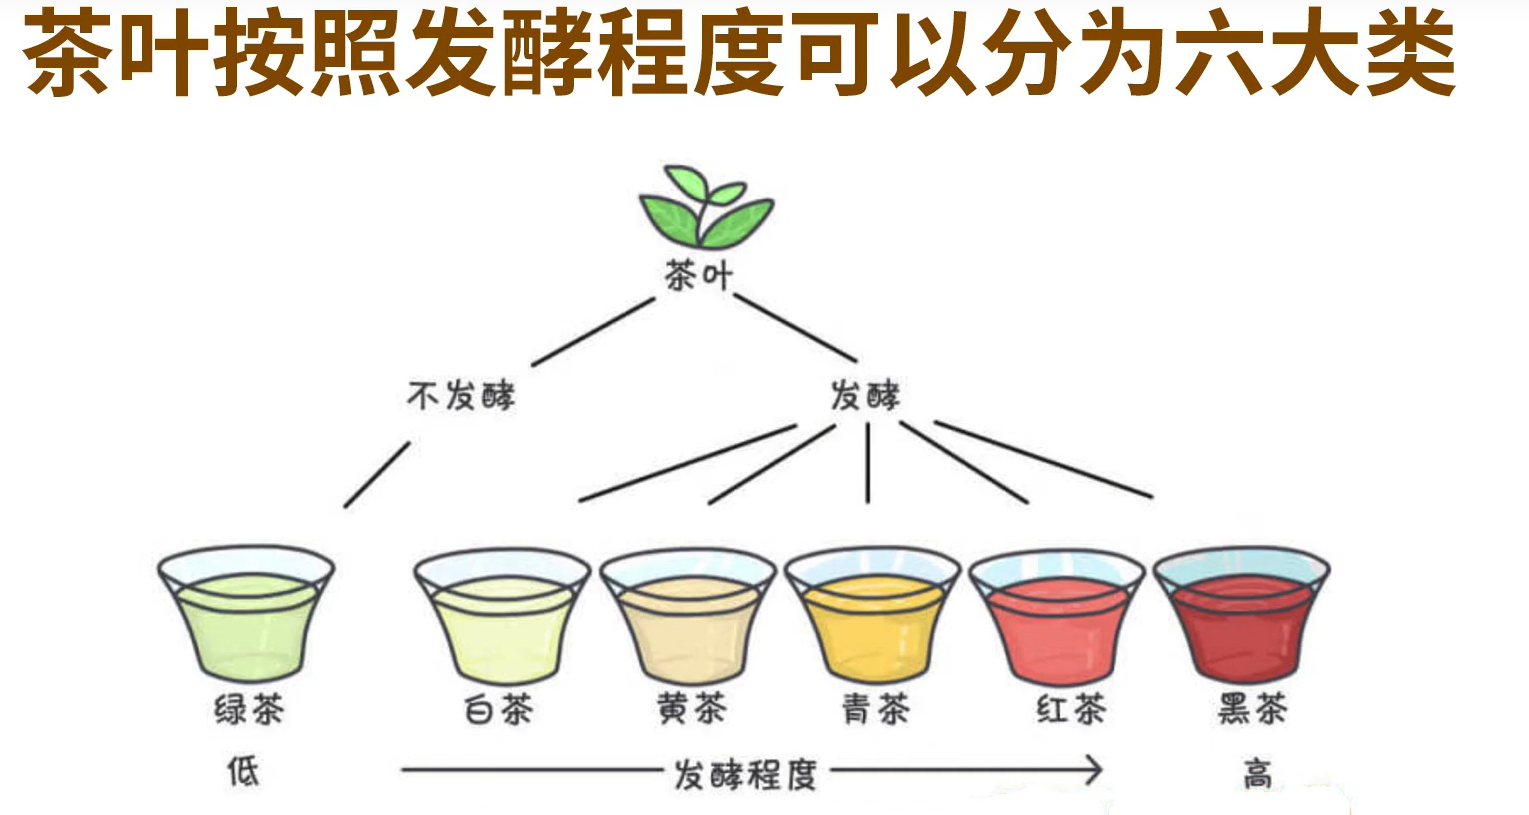 茶叶按照发酵程度可以分为六大类
茶叶
不发酵 发酵
绿茶 白茶 黄茶 青茶 红茶 黑茶
低 发酵程度 高